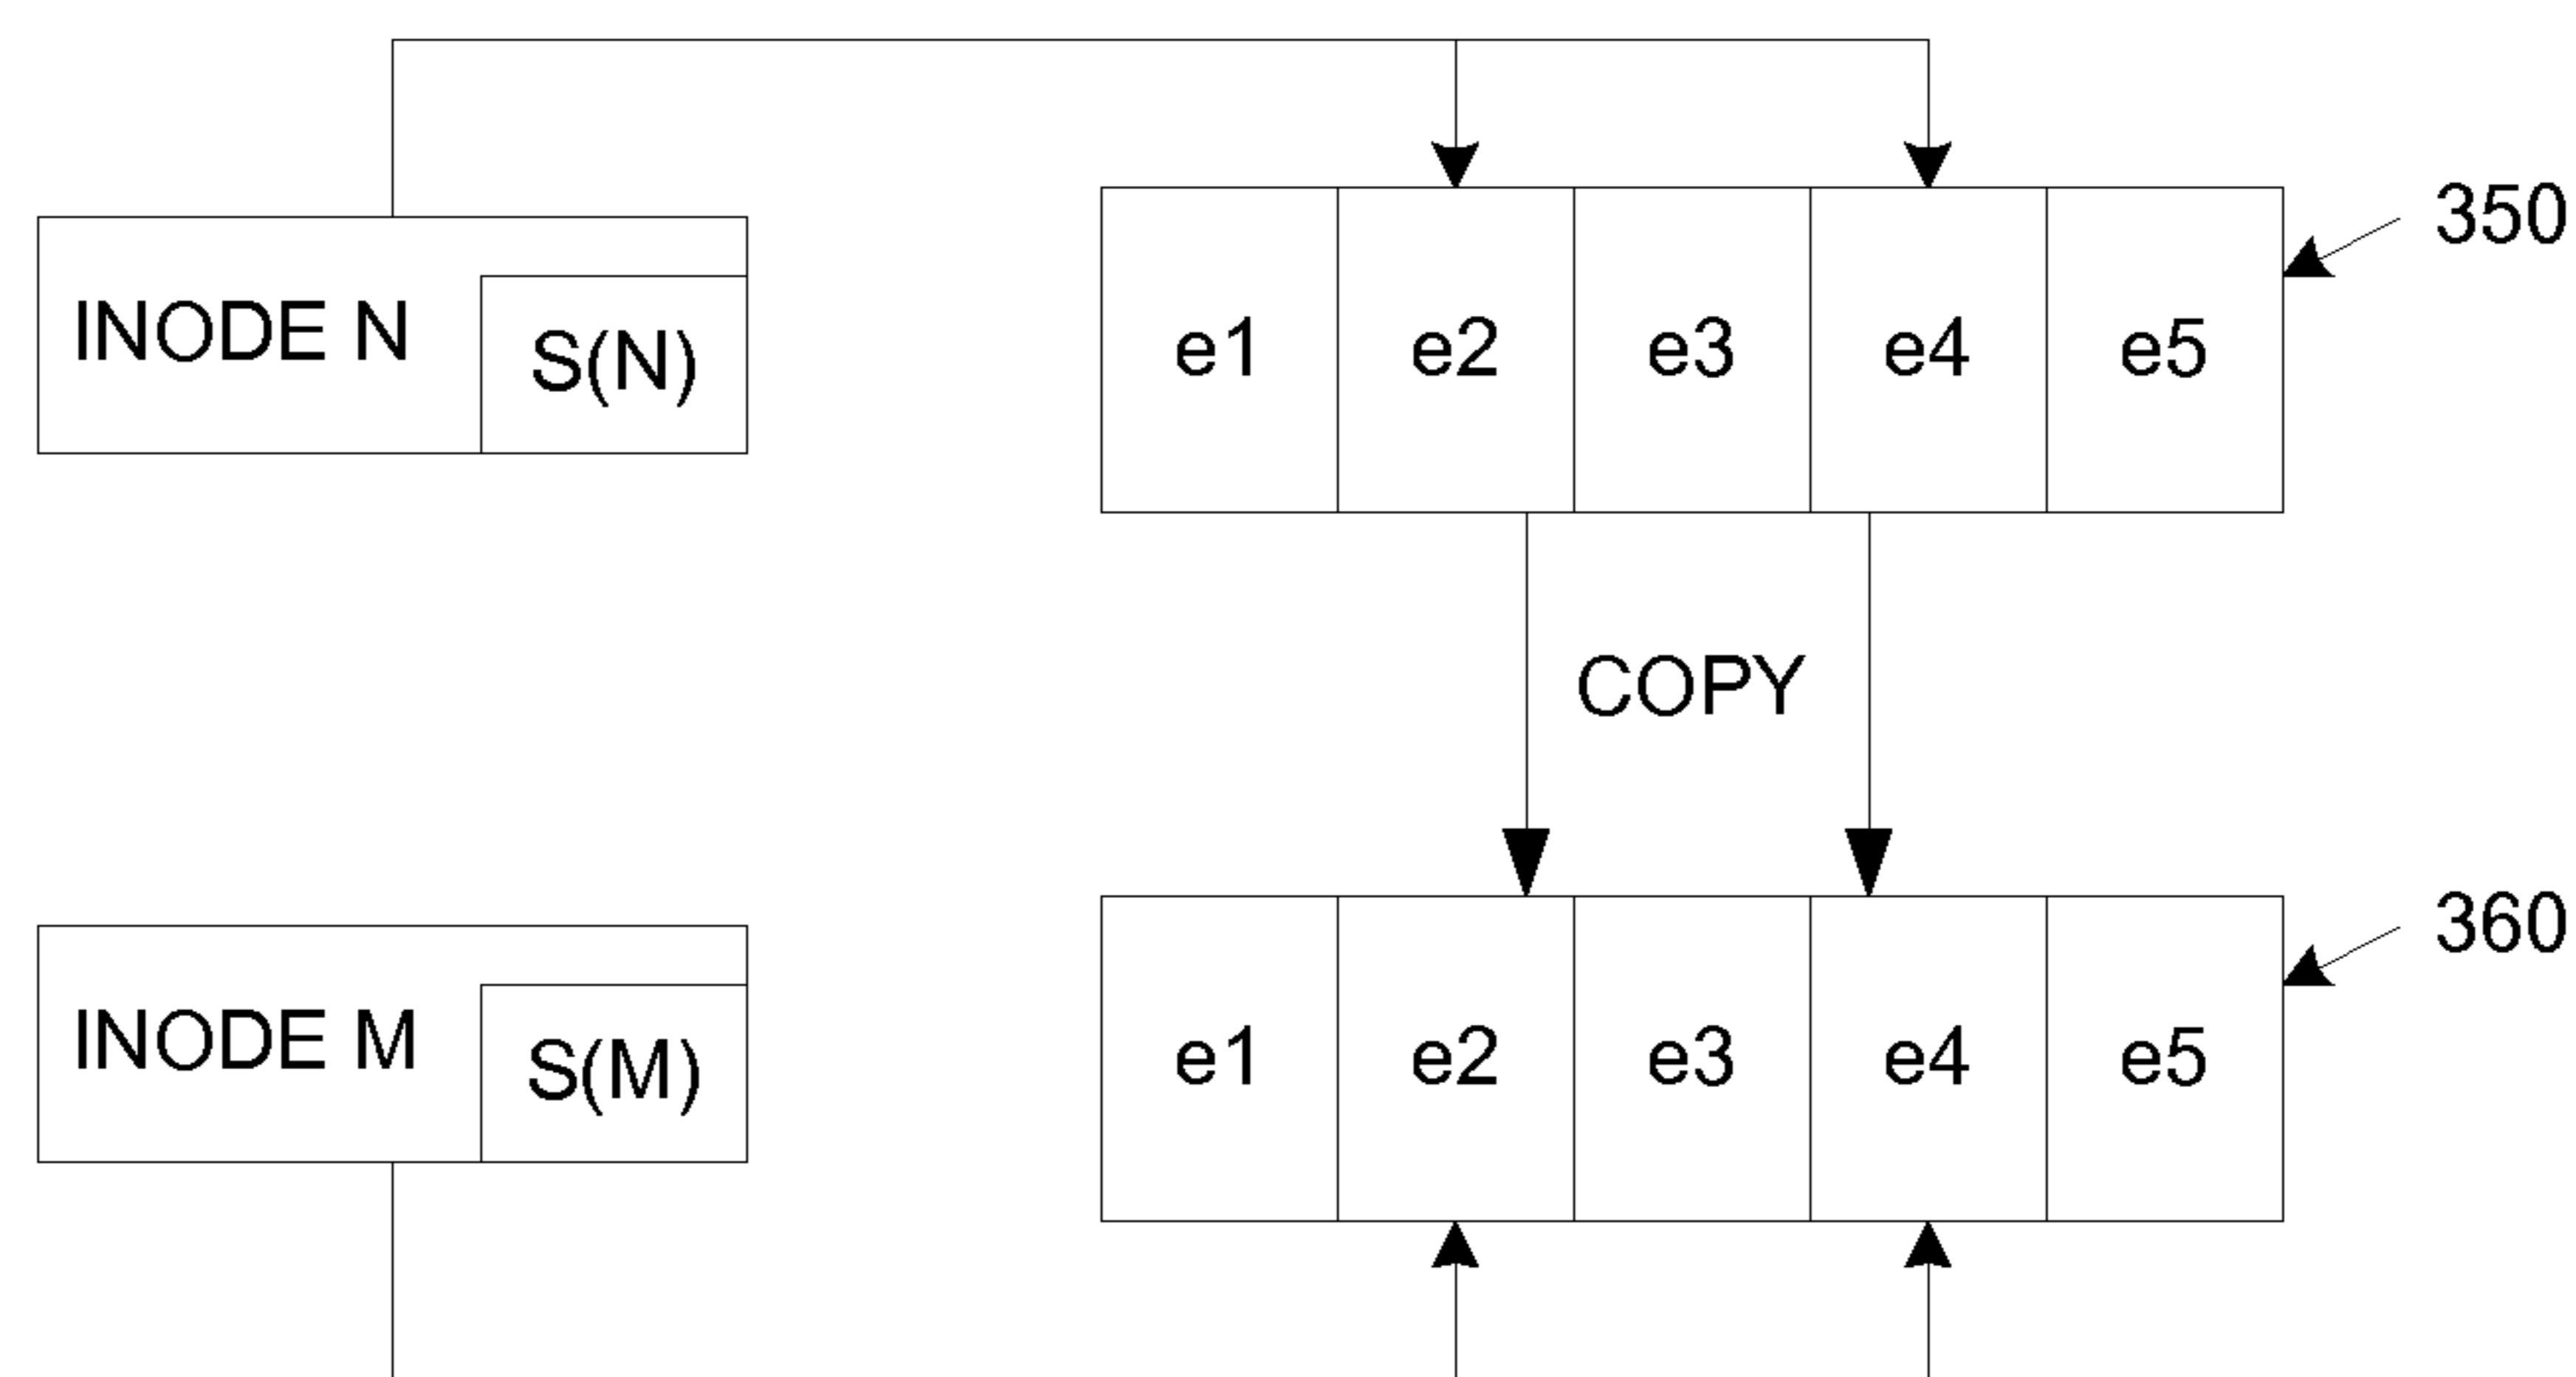 350
INODE N S(N) e1 e2 e3 e4 e5
COPY
360
INODE M S(M) e1 e2 e3 e4 e5